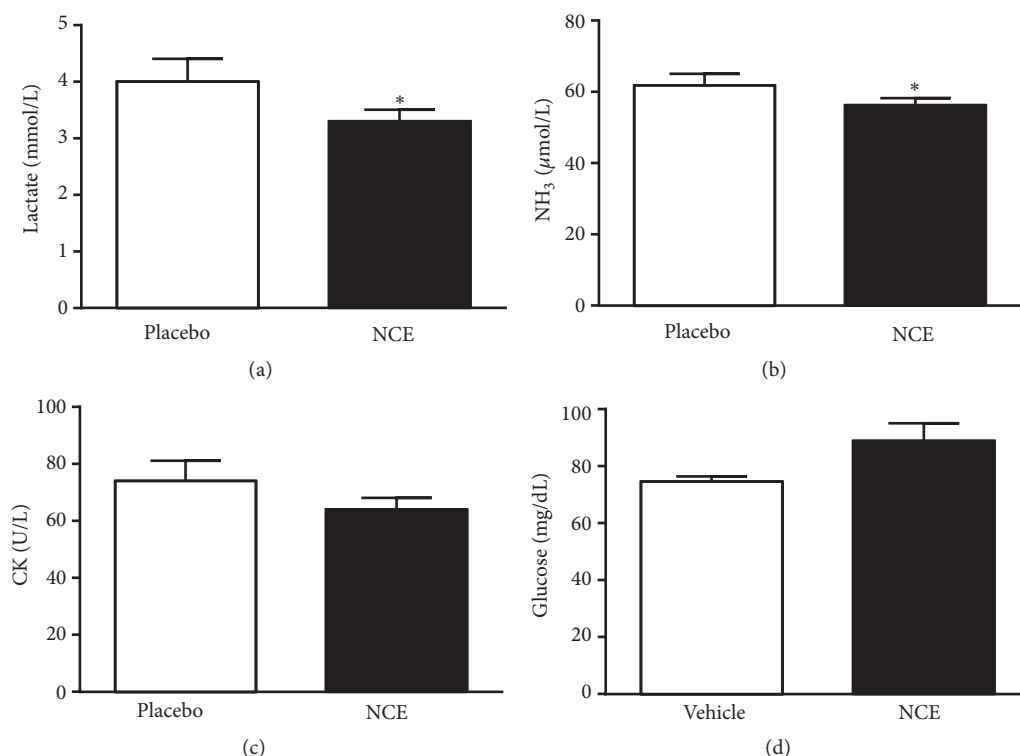 5
4
3
2
1
0
Lactate (mmol/L)
*
Placebo
NCE
(a)
80
60
40
20
0
NH₃ (μmol/L)
*
Placebo
NCE
(b)
100
80
60
40
20
0
CK (U/L)
Placebo
NCE
(c)
100
80
60
40
20
0
Glucose (mg/dL)
Vehicle
NCE
(d)